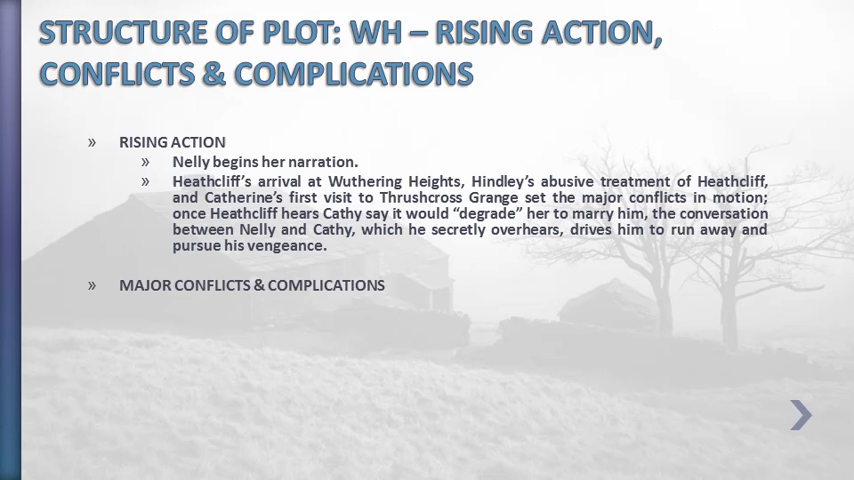 STRUCTURE OF PLOT: WH – RISING ACTION,
CONFLICTS & COMPLICATIONS
» RISING ACTION
» Nelly begins her narration.
» Heathcliff’s arrival at Wuthering Heights, Hindley’s abusive treatment of Heathcliff,
and Catherine’s first visit to Thrushcross Grange set the major conflicts in motion;
once Heathcliff hears Cathy say it would “degrade” her to marry him, the conversation
between Nelly and Cathy, which he secretly overhears, drives him to run away and
pursue his vengeance.
» MAJOR CONFLICTS & COMPLICATIONS